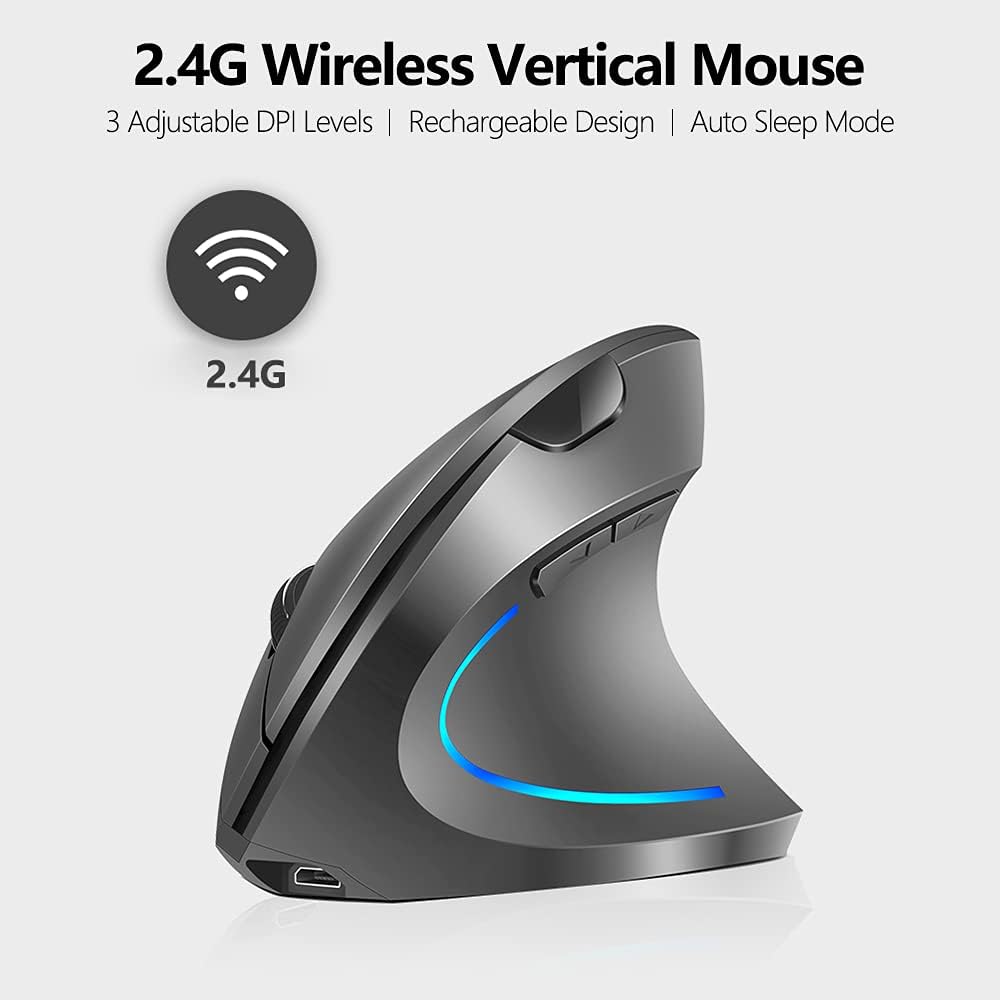 2.4G Wireless Vertical Mouse
3 Adjustable DPI Levels | Rechargeable Design | Auto Sleep Mode
2.4G